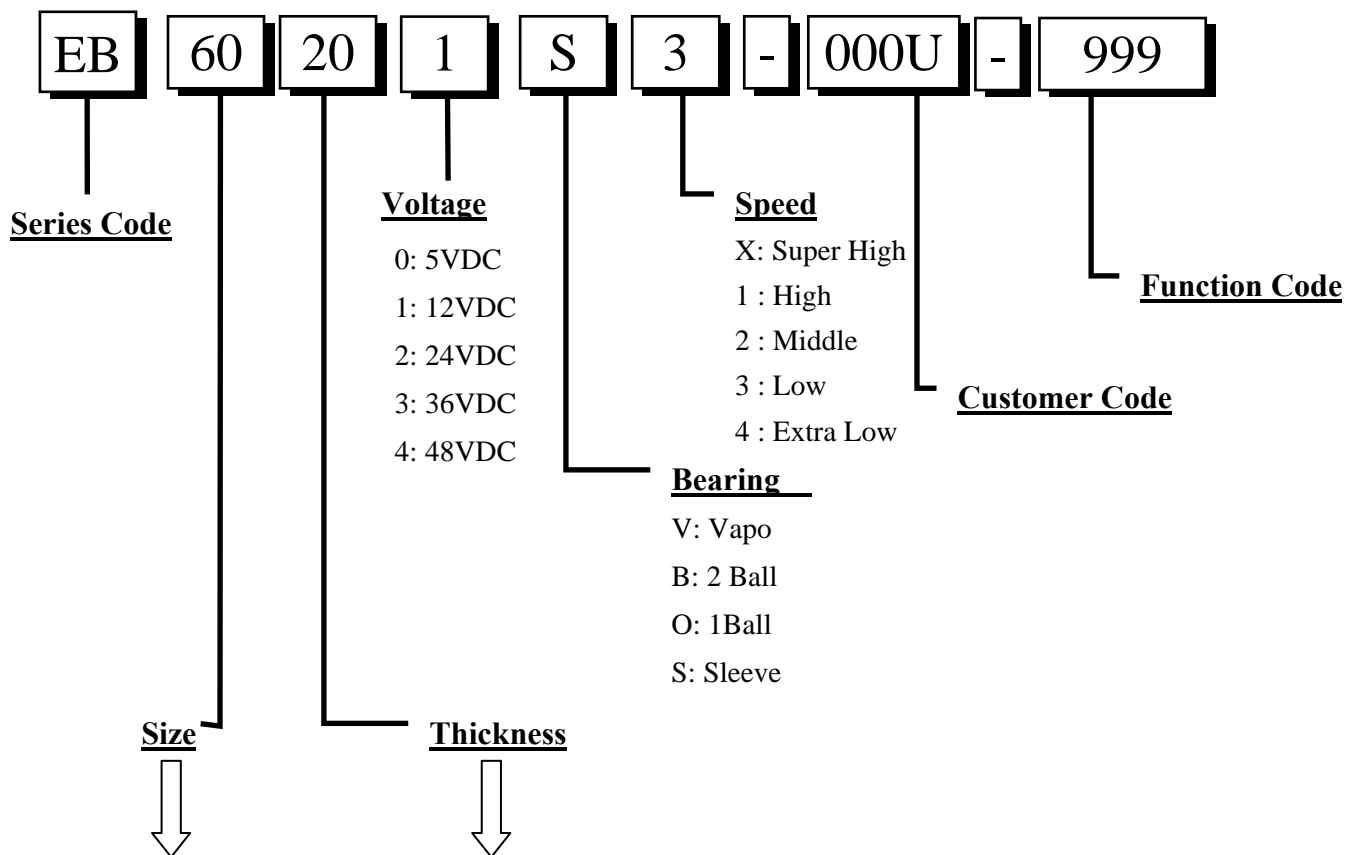 EB 60 20 1 S 3 - 000U - 999
Series Code
Voltage
0: 5VDC
1: 12VDC
2: 24VDC
3: 36VDC
4: 48VDC
Speed
X: Super High
1 : High
2 : Middle
3 : Low
4 : Extra Low
Function Code
Customer Code
Bearing
V: Vapo
B: 2 Ball
O: 1Ball
S: Sleeve
Size
Thickness